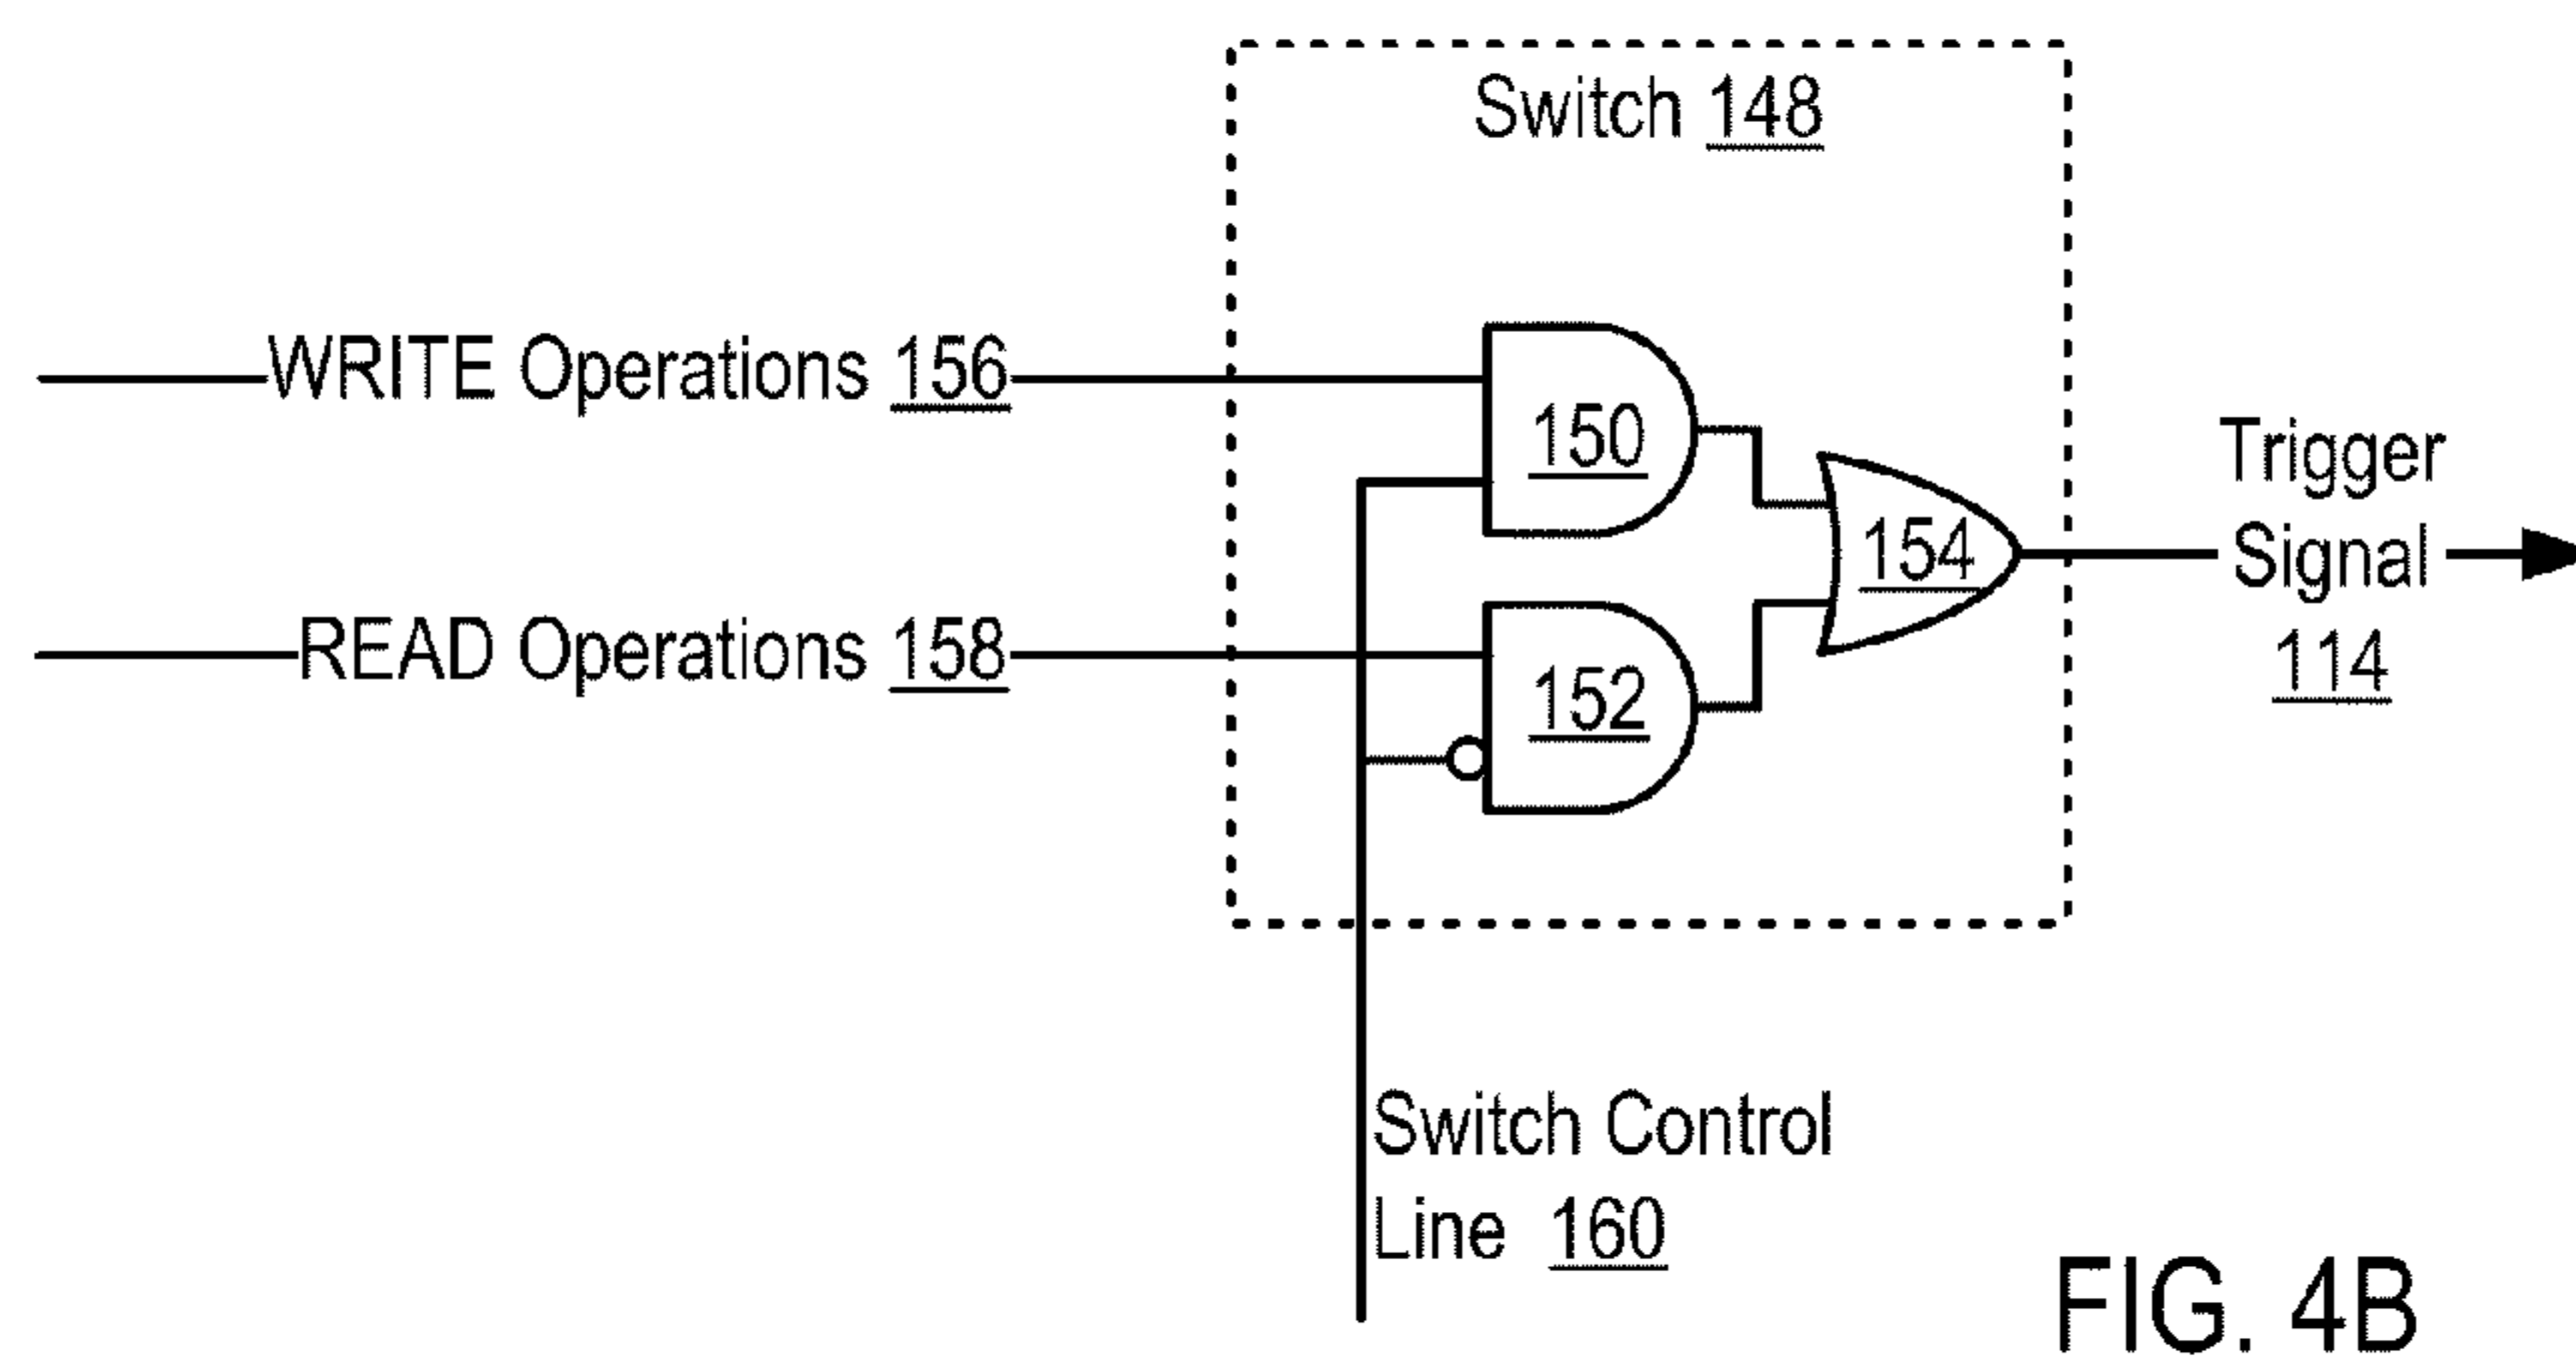 Switch 148
WRITE Operations 156
150
Trigger
Signal
114
154
READ Operations 158
152
Switch Control
Line 160
FIG. 4B